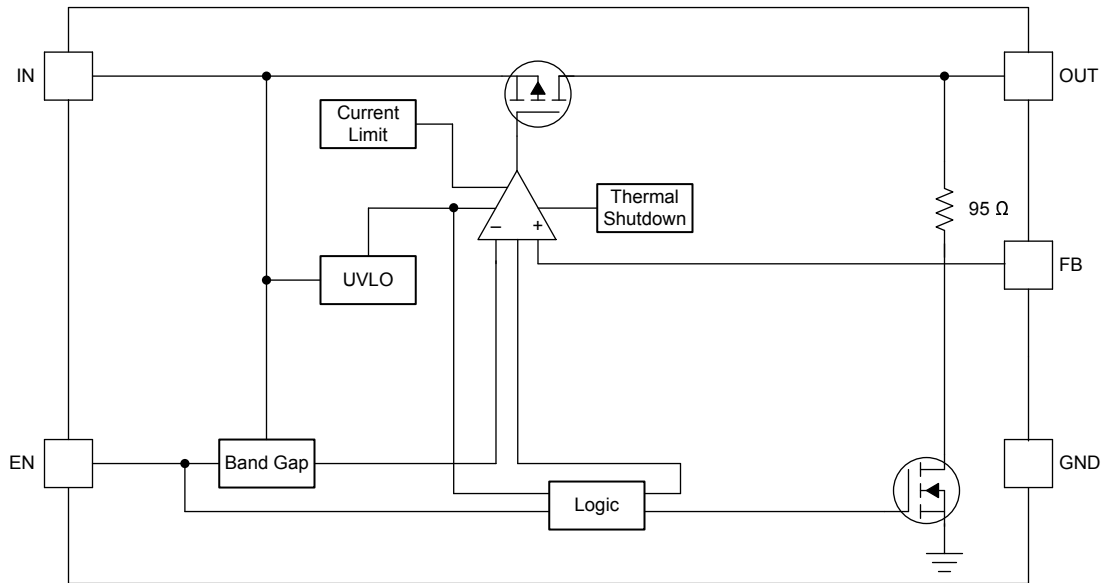 IN
OUT
Current
Limit
Thermal
Shutdown
95 Ω
− +
FB
UVLO
EN
Band Gap
GND
Logic